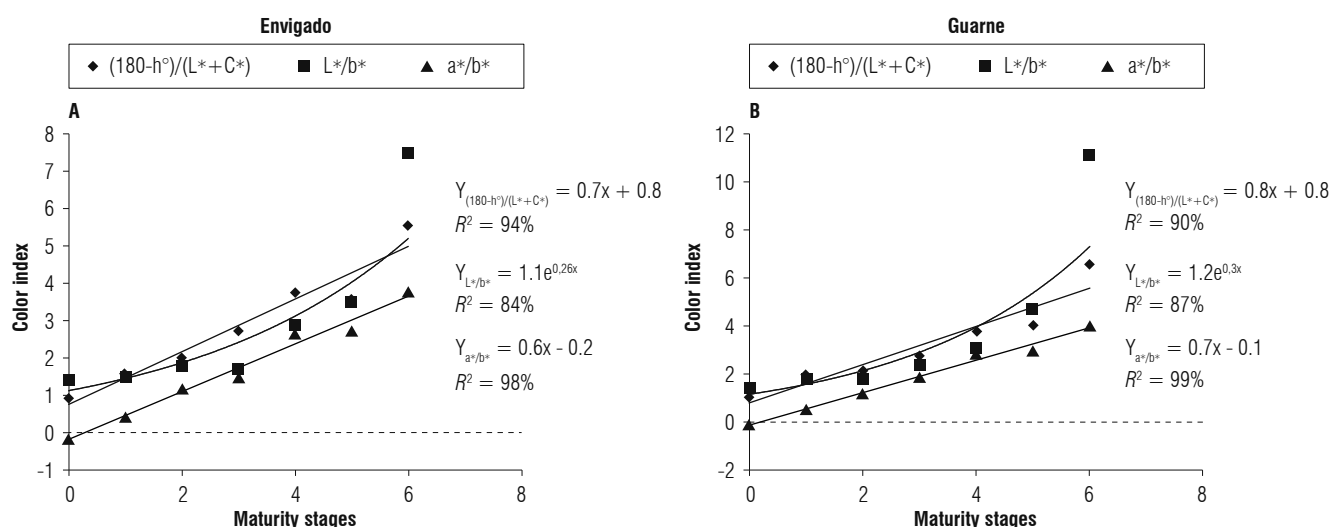 Envigado
(180-h°)/(L*+C*) L*/b* a*/b*
A
8
7
6
5
4
3
2
1
0
-1
Color index
0 2 4 6 8
Maturity stages
Y(180-h°)/(L*+C*) = 0.7x + 0.8
R² = 94%
YL*/b* = 1.1e^0,26x
R² = 84%
Ya*/b* = 0.6x - 0.2
R² = 98%
Guarne
(180-h°)/(L*+C*) L*/b* a*/b*
B
12
10
8
6
4
2
0
-2
Color index
0 2 4 6 8
Maturity stages
Y(180-h°)/(L*+C*) = 0.8x + 0.8
R² = 90%
YL*/b* = 1.2e^0,3x
R² = 87%
Ya*/b* = 0.7x - 0.1
R² = 99%